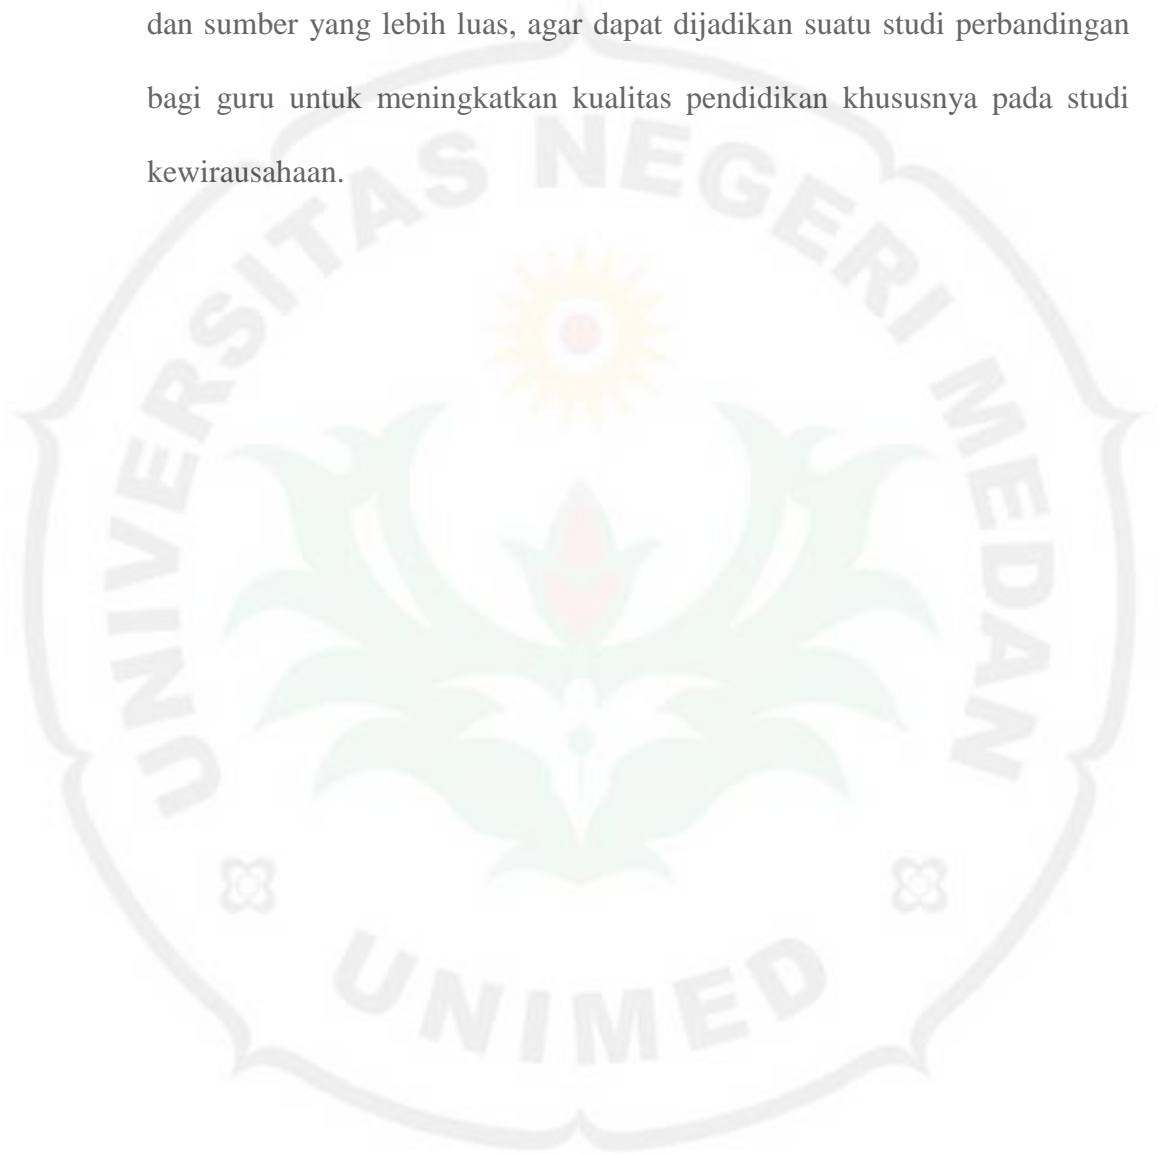 dan sumber yang lebih luas, agar dapat dijadikan suatu studi perbandingan
bagi guru untuk meningkatkan kualitas pendidikan khususnya pada studi
kewirausahaan.
UNIVERSITAS NEGERI MEDAN
UNIMED